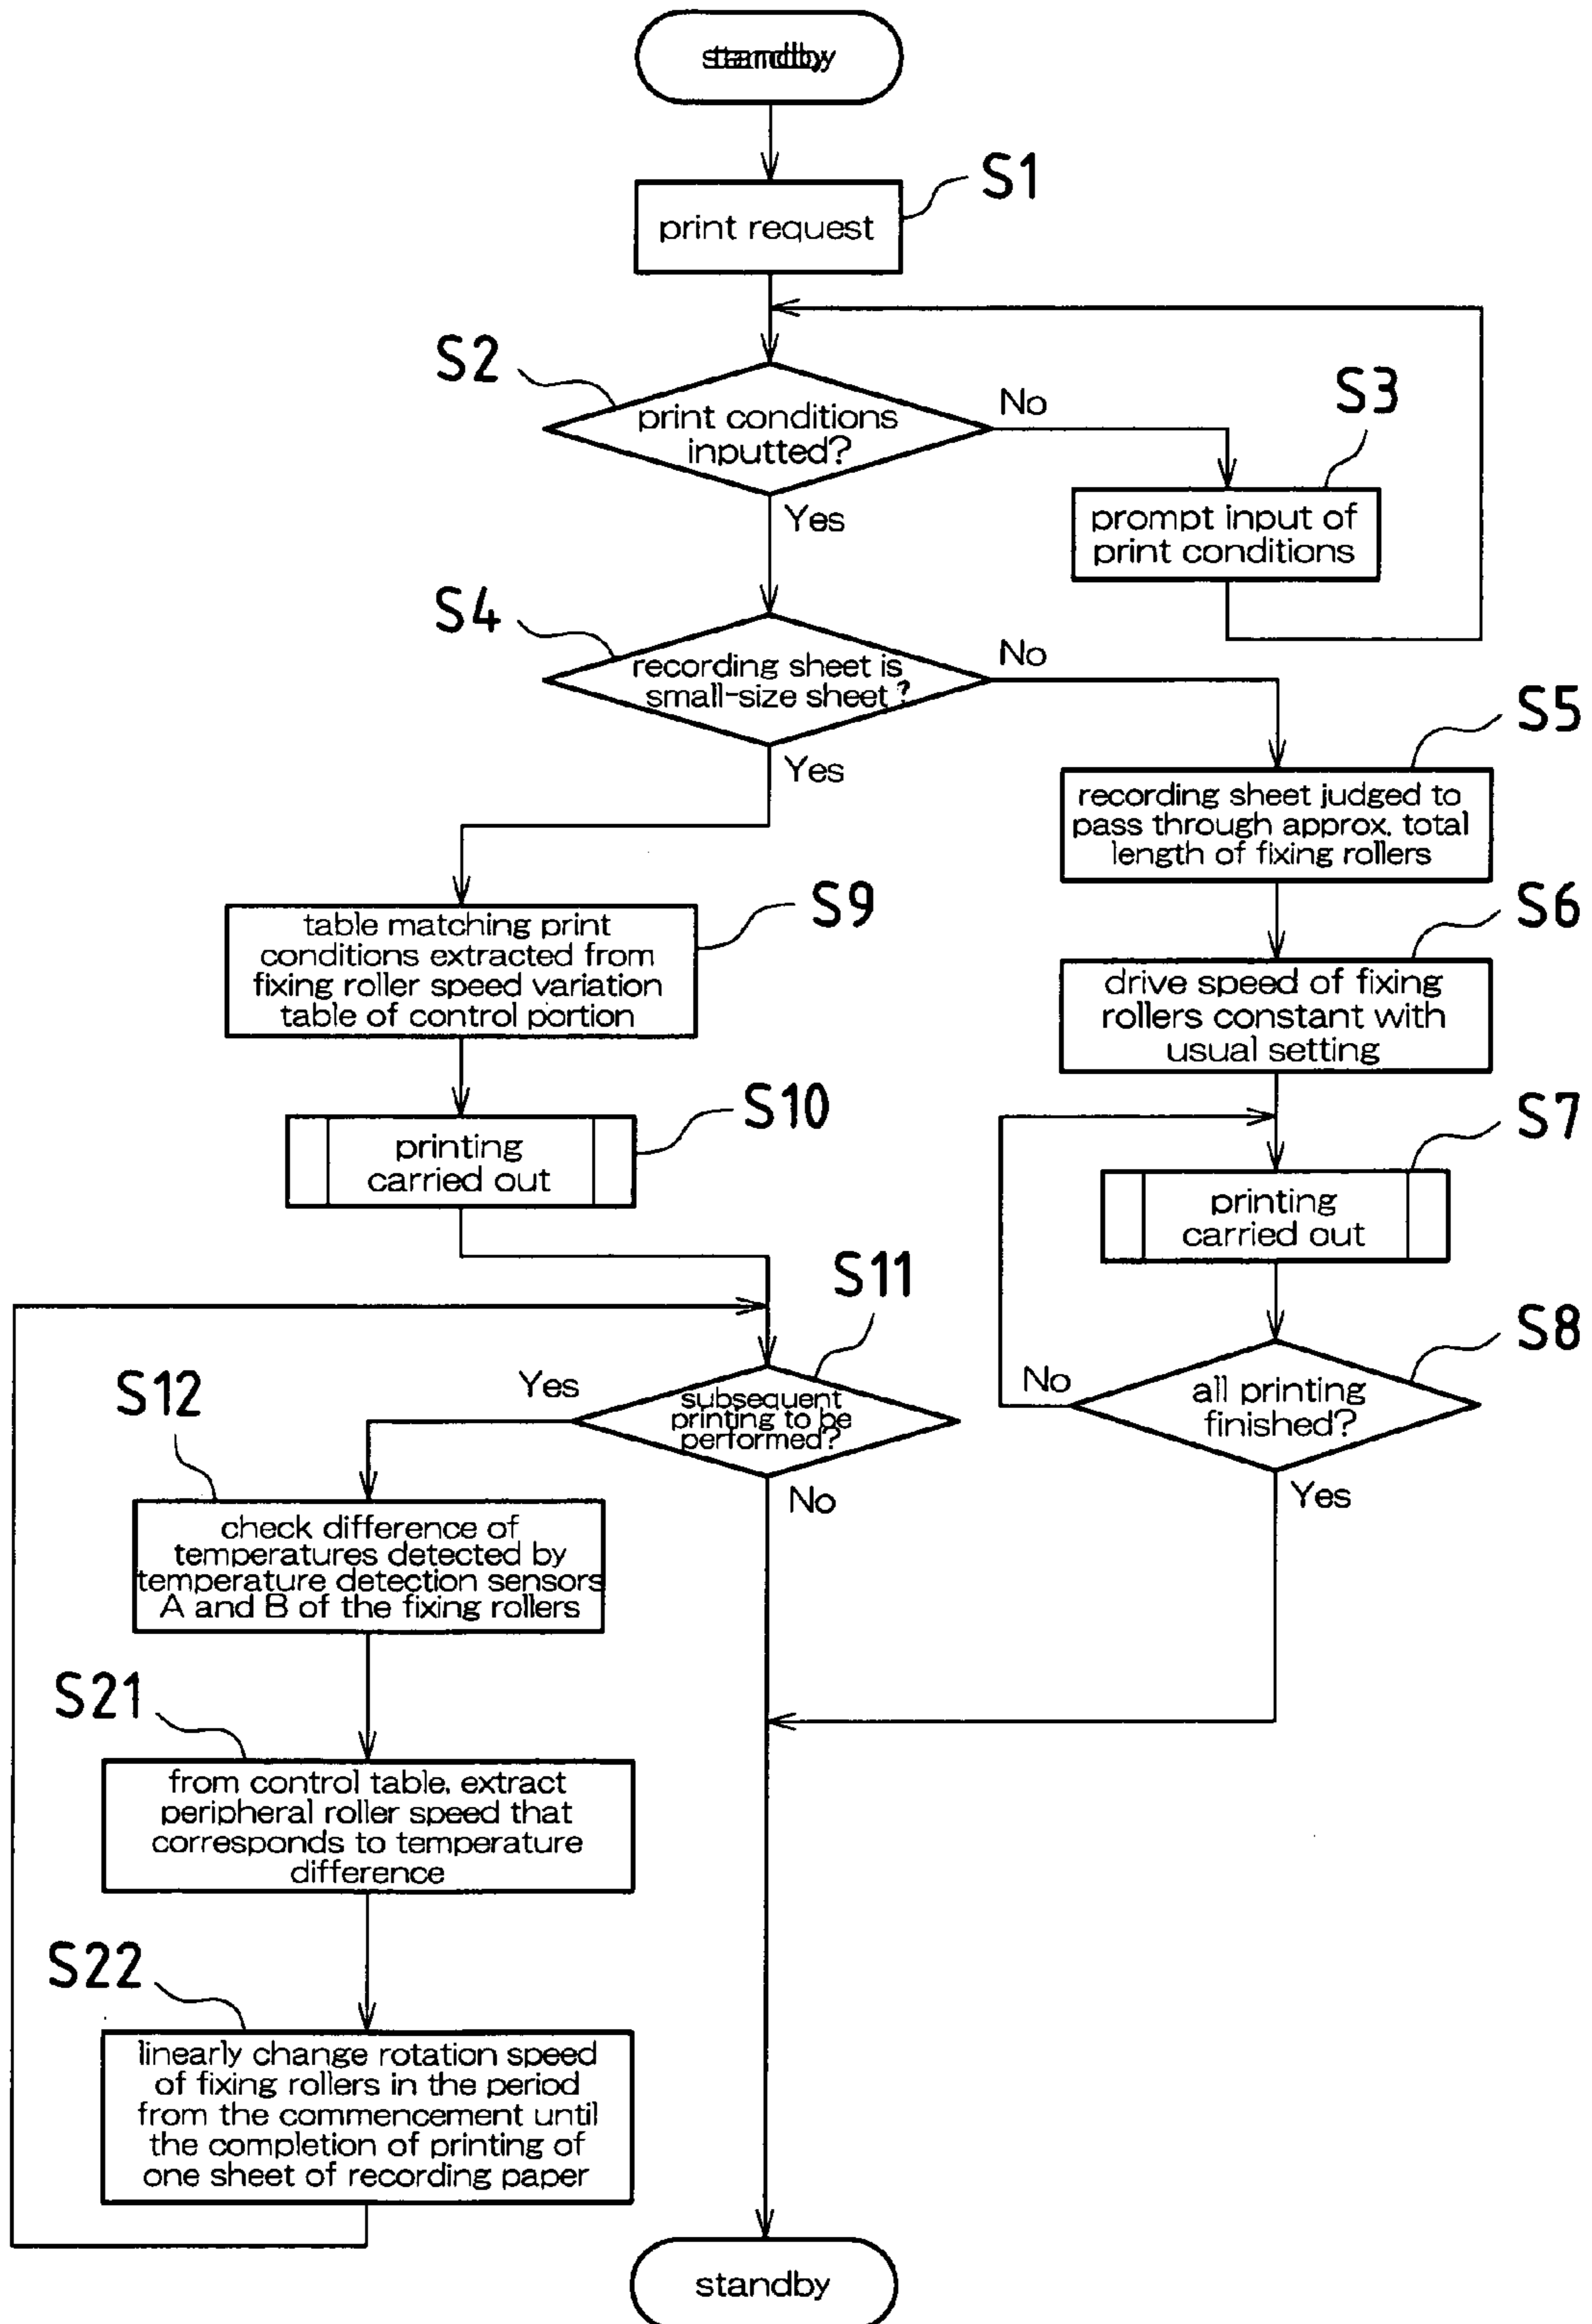 standby
S1
print request
S2
print conditions
inputted?
No
S3
prompt input of
print conditions
Yes
S4
recording sheet is
small-size sheet?
No
S5
recording sheet judged to
pass through approx. total
length of fixing rollers
Yes
S6
drive speed of fixing
rollers constant with
usual setting
S9
table matching print
conditions extracted from
fixing roller speed variation
table of control portion
S10
printing
carried out
S7
printing
carried out
S8
all printing
finished?
No
Yes
S11
subsequent
printing to be
performed?
Yes
No
S12
check difference of
temperatures detected by
temperature detection sensors
A and B of the fixing rollers
S21
from control table, extract
peripheral roller speed that
corresponds to temperature
difference
S22
linearly change rotation speed
of fixing rollers in the period
from the commencement until
the completion of printing of
one sheet of recording paper
standby